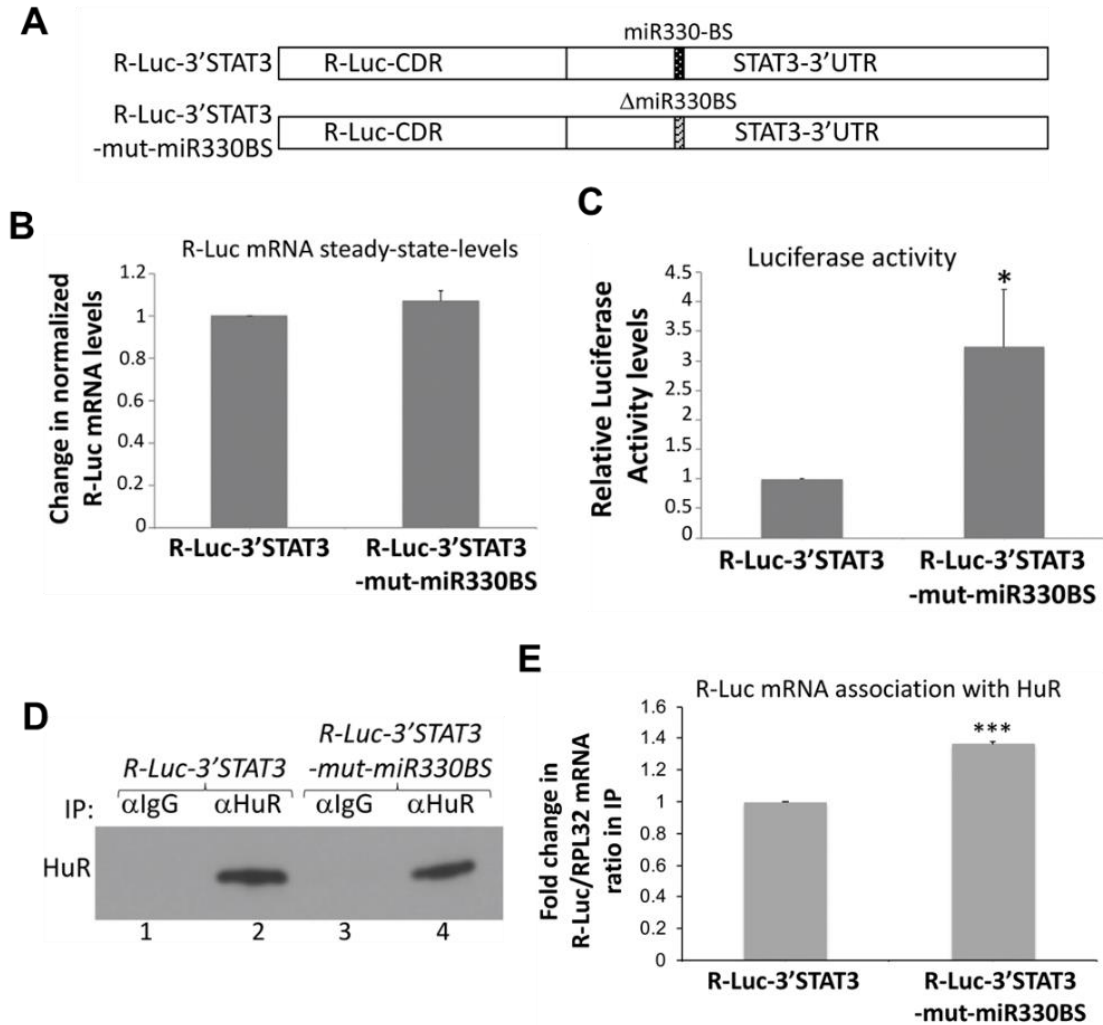 A
miR330-BS
R-Luc-3'STAT3
R-Luc-CDR
STAT3-3'UTR
ΔmiR330BS
R-Luc-3'STAT3
-mut-miR330BS
R-Luc-CDR
STAT3-3'UTR
B
R-Luc mRNA steady-state-levels
Change in normalized
R-Luc mRNA levels
1.2
1
0.8
0.6
0.4
0.2
0
R-Luc-3'STAT3
R-Luc-3'STAT3
-mut-miR330BS
C
Luciferase activity
Relative Luciferase
Activity levels
4.5
4
3.5
3
2.5
2
1.5
1
0.5
0
*
R-Luc-3'STAT3
R-Luc-3'STAT3
-mut-miR330BS
D
R-Luc-3'STAT3
R-Luc-3'STAT3
-mut-miR330BS
IP:
αIgG
αHuR
αIgG
αHuR
HuR
1
2
3
4
E
R-Luc mRNA association with HuR
Fold change in
R-Luc/RPL32 mRNA
ratio in IP
1.6
1.4
1.2
1
0.8
0.6
0.4
0.2
0
***
R-Luc-3'STAT3
R-Luc-3'STAT3
-mut-miR330BS